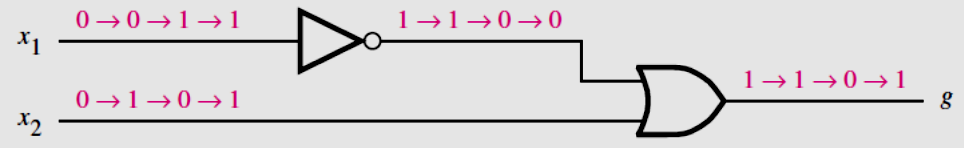 0 → 0 → 1 → 1
1 → 1 → 0 → 0
x₁
0 → 1 → 0 → 1
1 → 1 → 0 → 1
x₂
g